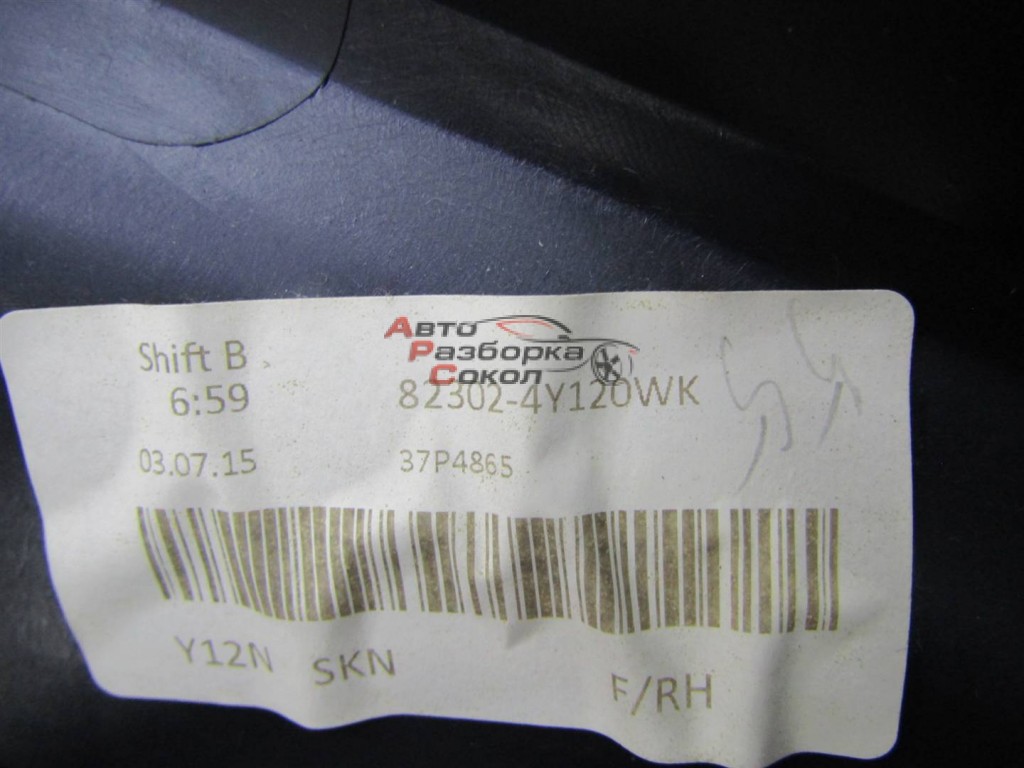 Shift B
6:59
Авто
Разборка
Сокол
82302-4Y120WK
03.07.15
37P4865
Y12N SKN
F/RH